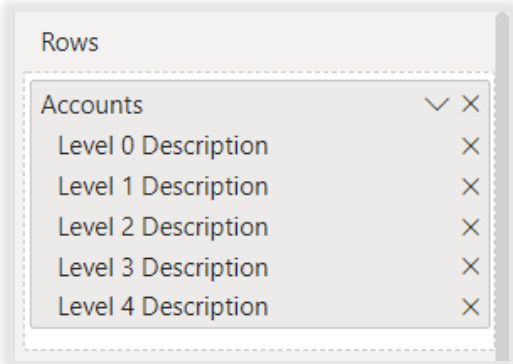 Rows
Accounts
Level 0 Description
Level 1 Description
Level 2 Description
Level 3 Description
Level 4 Description